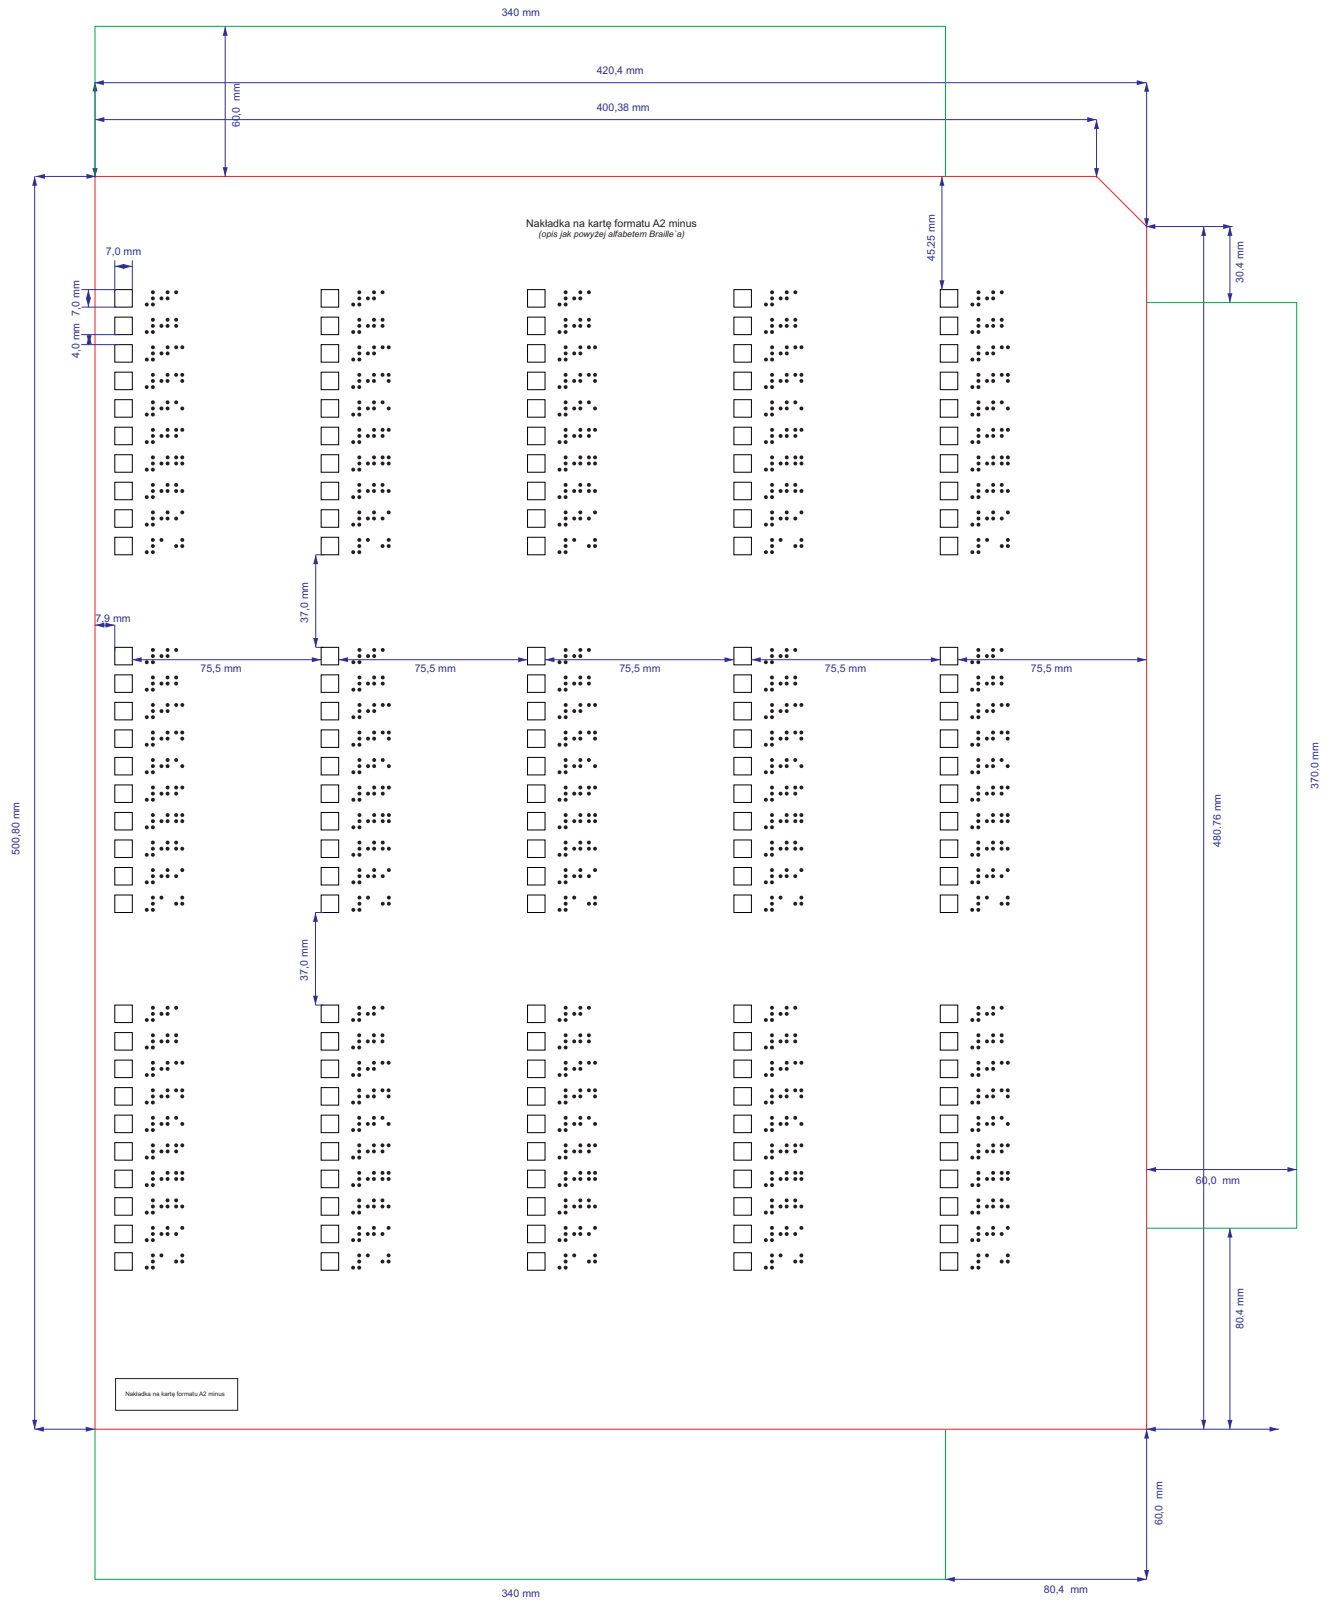 340 mm
420,4 mm
60,0 mm
400,38 mm
Nakładka na kartę formatu A2 minus
(opis jak powyżej alfabetem Braille`a)
45.25 mm
30.4 mm
7,0 mm
7,0 mm
4,0 mm
37,0 mm
7,9 mm
75,5 mm
75,5 mm
75,5 mm
75,5 mm
75,5 mm
370.0 mm
500,80 mm
480.76 mm
37,0 mm
60,0 mm
80.4 mm
Nakładka na kartę formatu A2 minus
60,0 mm
340 mm
80,4 mm